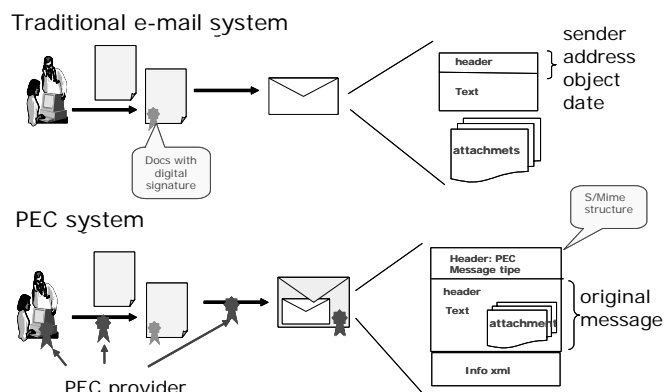 Traditional e-mail system
sender
address
object
date
header
Text
attachmets
Docs with
digital
signature
PEC system
S/Mime
structure
Header: PEC
Message tipe
header
Text
attachment
original
message
Info xml
PEC provider